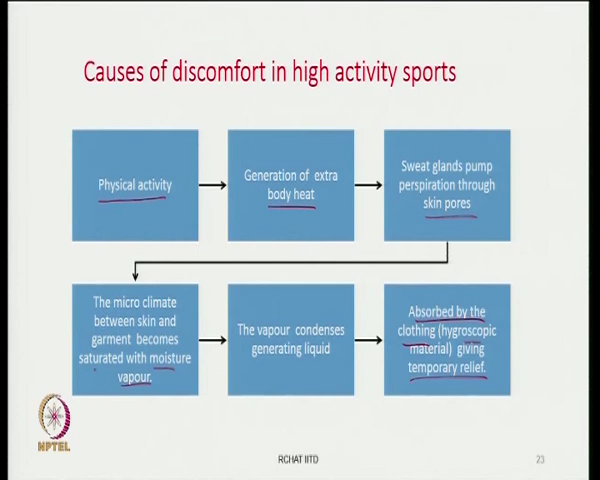 Causes of discomfort in high activity sports
Physical activity
Generation of extra
body heat
Sweat glands pump
perspiration through
skin pores
The micro climate
between skin and
garment becomes
saturated with moisture
vapour.
The vapour condenses
generating liquid
Absorbed by the
clothing (hygroscopic
material) giving
temporary relief.
NPTEL
RCHAT IITD
23